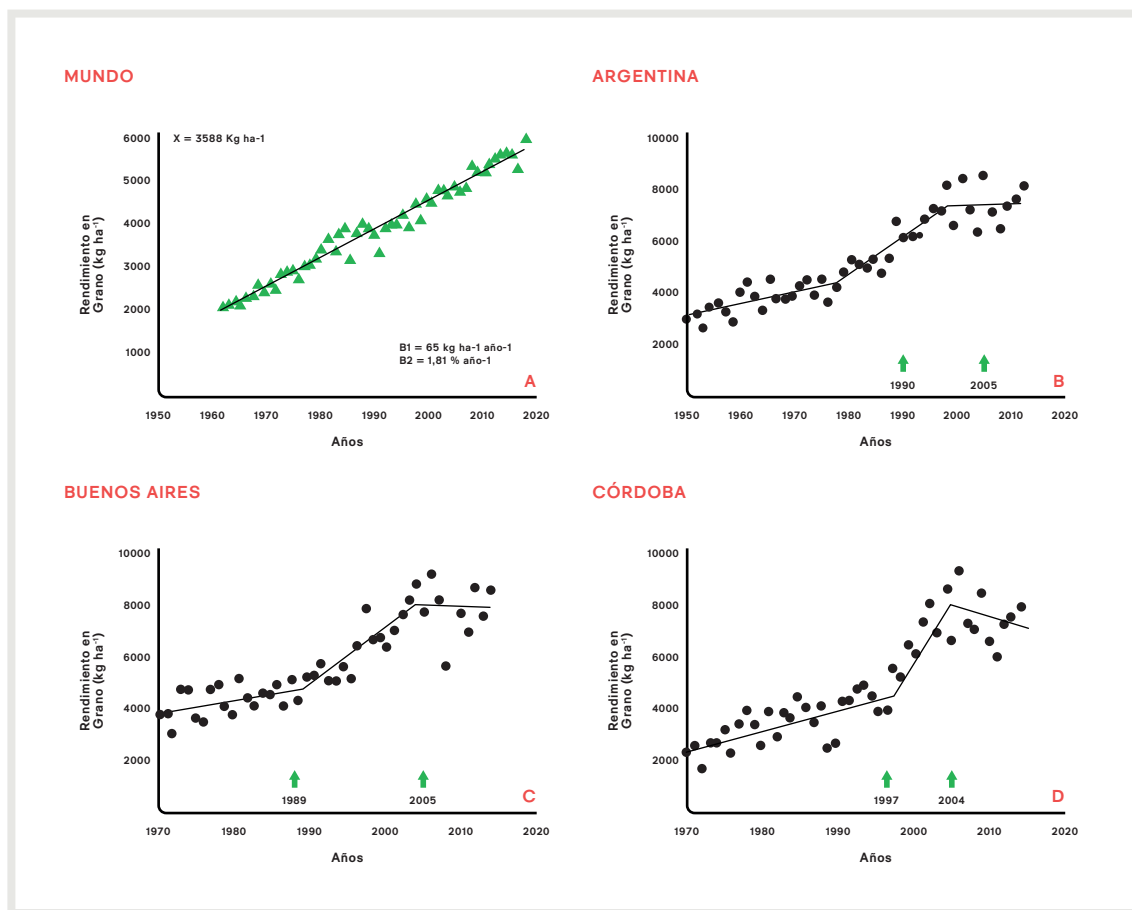 MUNDO
6000
5000
4000
3000
2000
1000
X = 3588 Kg ha-1
B1 = 65 kg ha-1 año-1
B2 = 1,81 % año-1
A
Rendimiento en
Grano (kg ha⁻¹)
1950 1960 1970 1980 1990 2000 2010 2020
Años
ARGENTINA
10000
8000
6000
4000
2000
Rendimiento en
Grano (kg ha⁻¹)
1990 2005
B
1950 1960 1970 1980 1990 2000 2010 2020
Años
BUENOS AIRES
10000
8000
6000
4000
2000
Rendimiento en
Grano (kg ha⁻¹)
1989 2005
C
1970 1980 1990 2000 2010 2020
Años
CÓRDOBA
10000
8000
6000
4000
2000
Rendimiento en
Grano (kg ha⁻¹)
1997 2004
D
1970 1980 1990 2000 2010 2020
Años